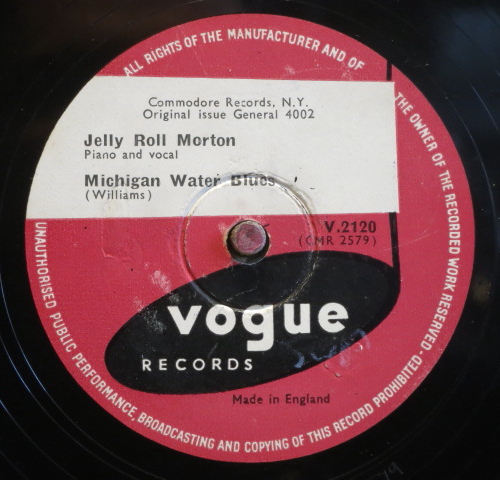 ALL RIGHTS OF THE MANUFACTURER AND OF THE OWNER OF THE RECORDED WORK RESERVED - UNAUTHORISED PUBLIC PERFORMANCE, BROADCASTING AND COPYING OF THIS RECORD PROHIBITED
Commodore Records, N.Y.
Original issue General 4002
Jelly Roll Morton
Piano and vocal
Michigan Water Blues
(Williams)
V.2120
(CMR 2579)
vogue
RECORDS
Made in England